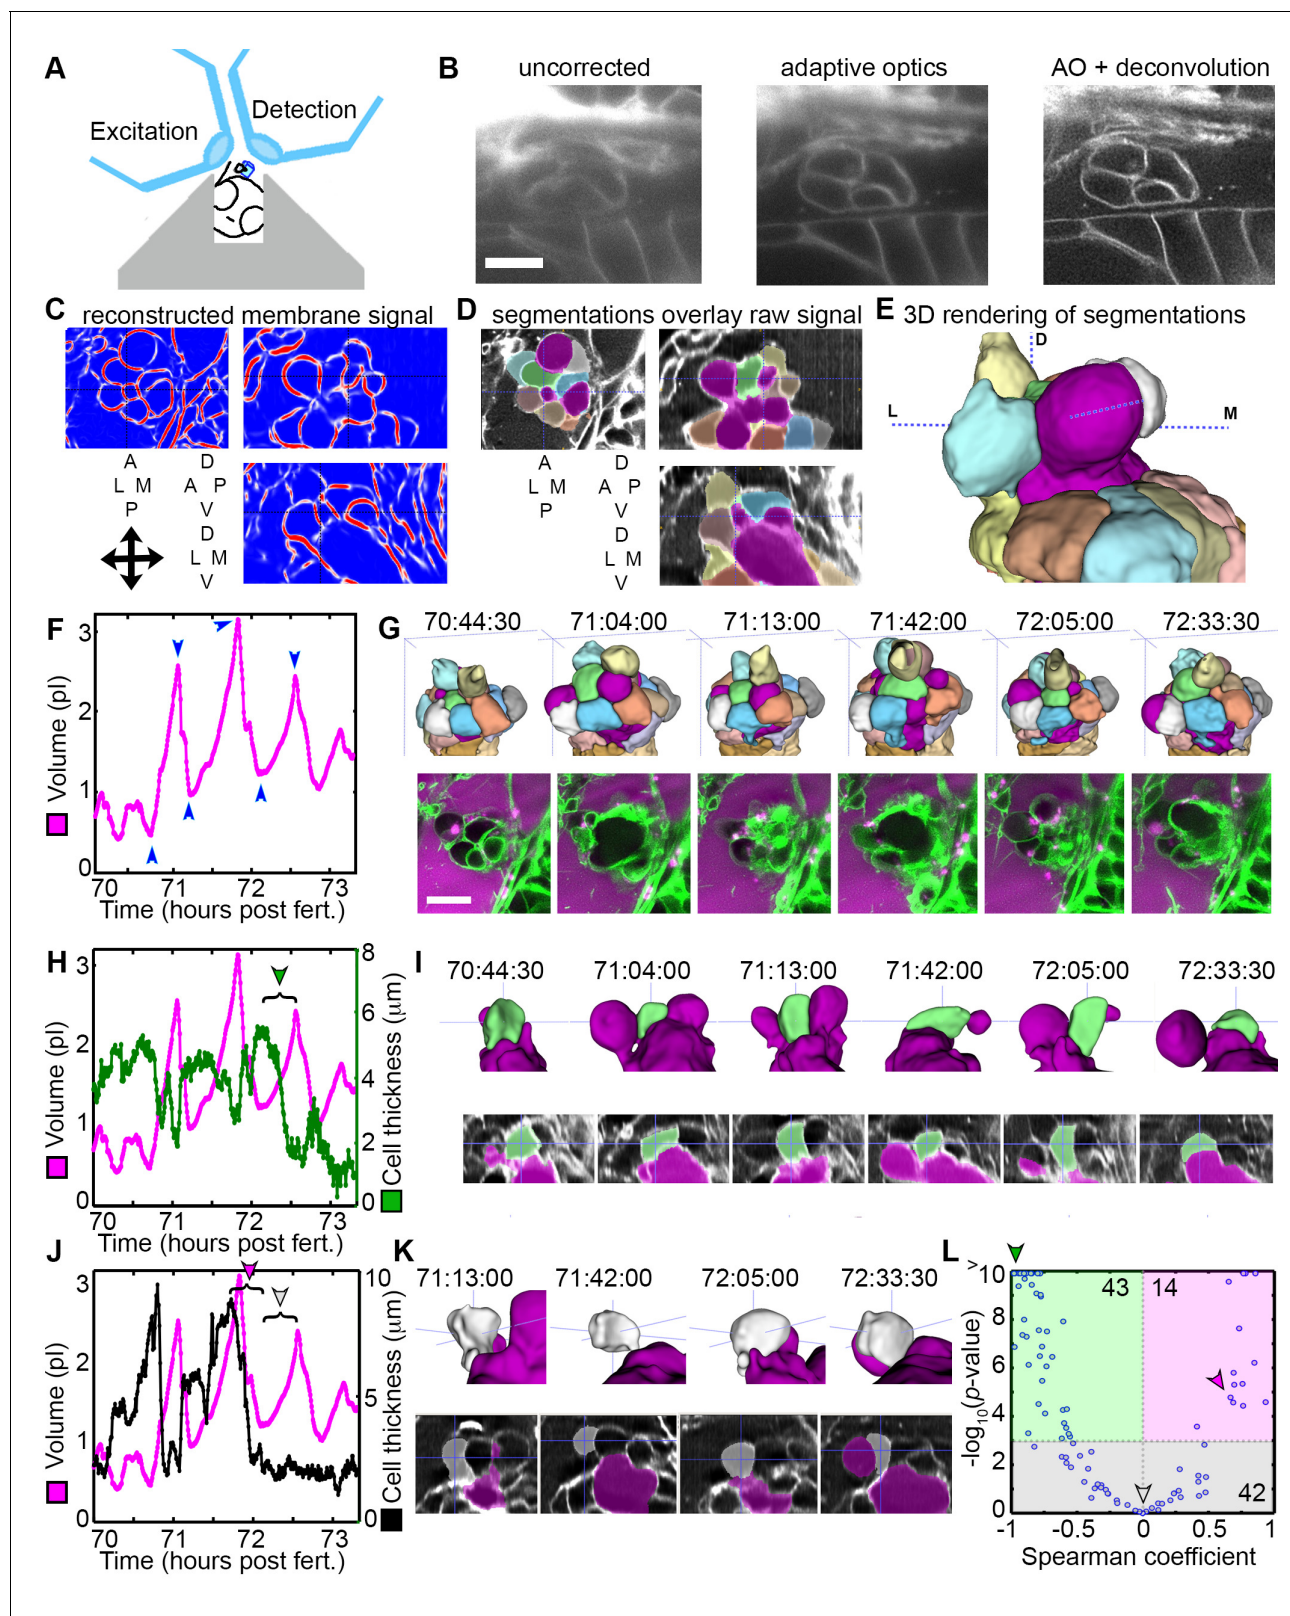 A
Excitation
Detection
B
uncorrected
adaptive optics
AO + deconvolution
C
reconstructed membrane signal
A
L M
P
D
A P
V
D
L M
V
D
segmentations overlay raw signal
A
L M
P
D
A P
V
D
L M
V
E
3D rendering of segmentations
D
L
M
F
Volume (pl)
3
2
1
0
70 71 72 73
Time (hours post fert.)
G
70:44:30 71:04:00 71:13:00 71:42:00 72:05:00 72:33:30
H
Volume (pl)
3
2
1
0
8
6
4
2
0
Cell thickness (µm)
70 71 72 73
Time (hours post fert.)
I
70:44:30 71:04:00 71:13:00 71:42:00 72:05:00 72:33:30
J
Volume (pl)
3
2
1
0
10
5
0
Cell thickness (µm)
70 71 72 73
Time (hours post fert.)
K
71:13:00 71:42:00 72:05:00 72:33:30
L
-log10(p-value)
>
10
8
6
4
2
0
43 14
42
-1 -0.5 0 0.5 1
Spearman coefficient